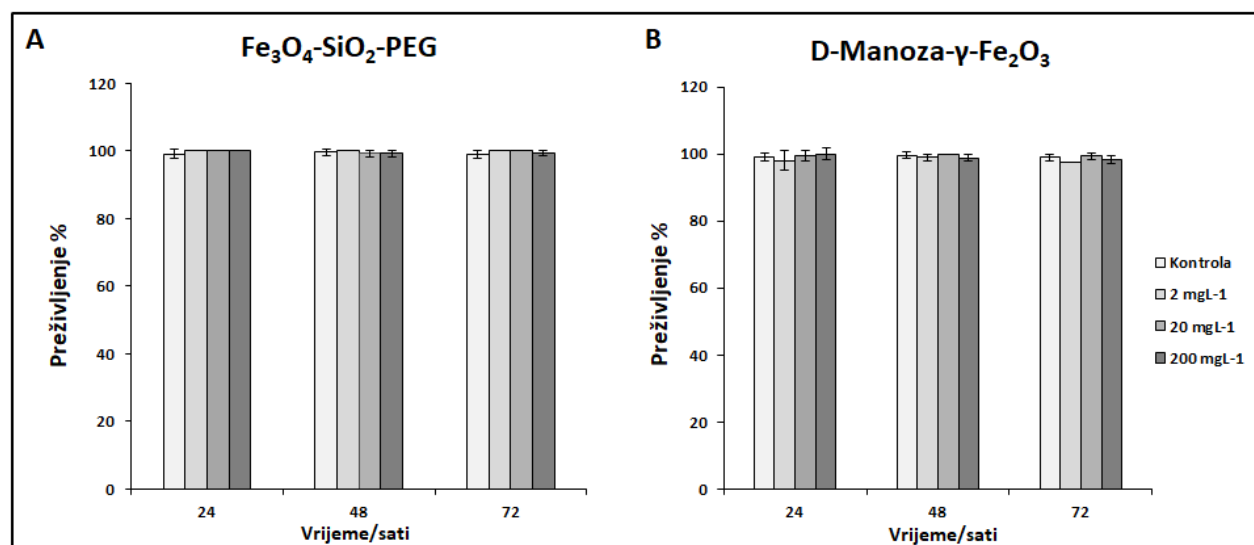 A
Fe₃O₄-SiO₂-PEG
120
100
80
60
40
20
0
Preživljenje %
24
48
72
Vrijeme/sati
B
D-Manoza-γ-Fe₂O₃
120
100
80
60
40
20
0
Preživljenje %
24
48
72
Vrijeme/sati
Kontrola
2 mgL-1
20 mgL-1
200 mgL-1